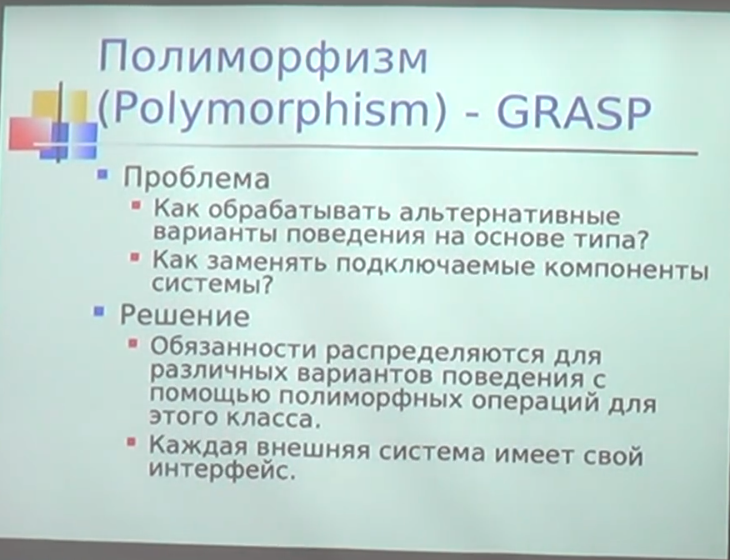 Полиморфизм
(Polymorphism) - GRASP
Проблема
Как обрабатывать альтернативные
варианты поведения на основе типа?
Как заменять подключаемые компоненты
системы?
Решение
Обязанности распределяются для
различных вариантов поведения с
помощью полиморфных операций для
этого класса.
Каждая внешняя система имеет свой
интерфейс.